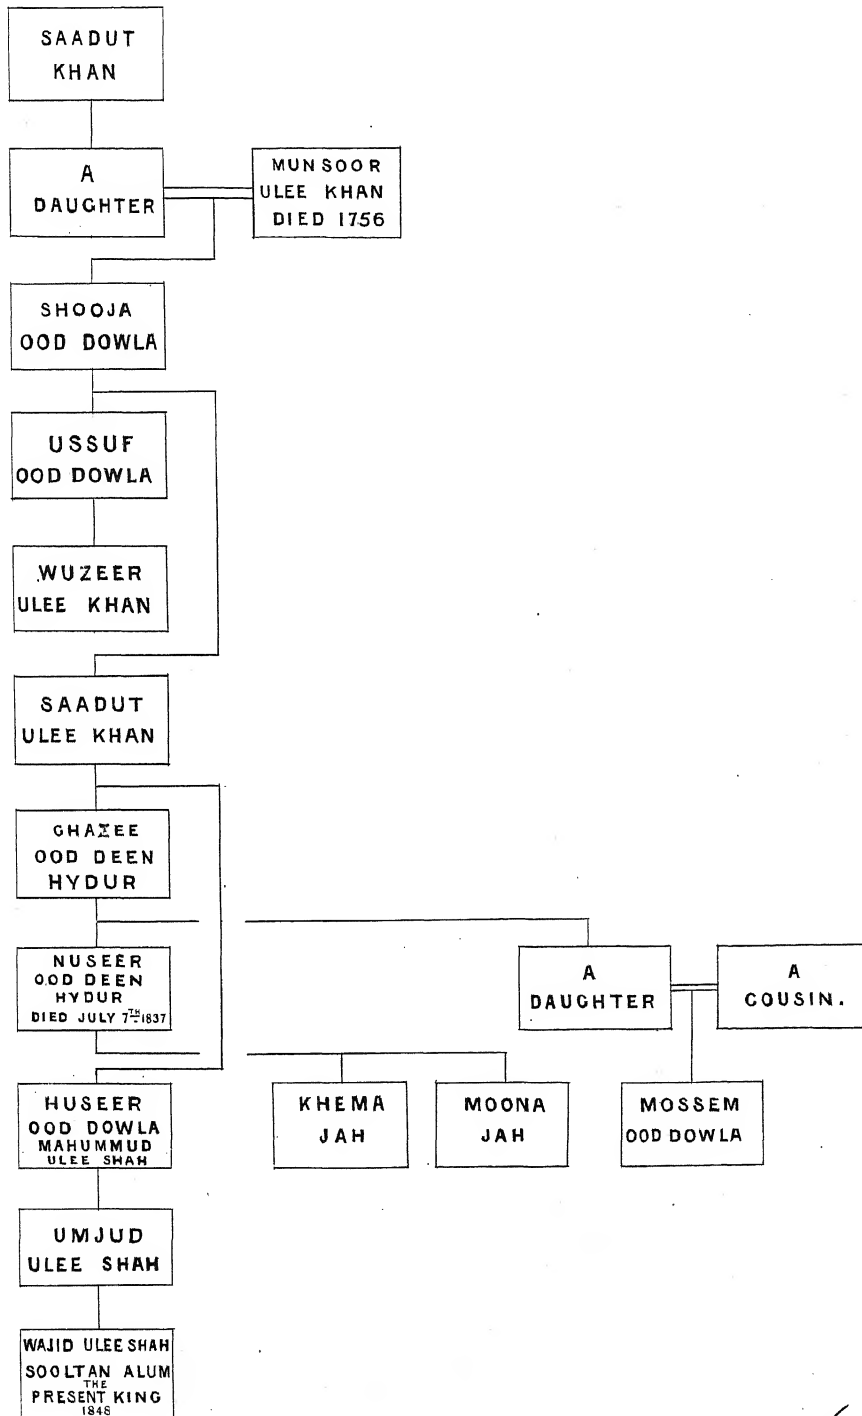 SAADUT
KHAN
A
DAUGHTER
MUNSOOR
ULEE KHAN
DIED 1756
SHOOJA
OOD DOWLA
USSUF
OOD DOWLA
WUZEER
ULEE KHAN
SAADUT
ULEE KHAN
GHAZEE
OOD DEEN
HYDUR
NUSEER
OOD DEEN
HYDUR
DIED JULY 7TH 1837
A
DAUGHTER
A
COUSIN.
HUSEER
OOD DOWLA
MAHUMMUD
ULEE SHAH
KHEMA
JAH
MOONA
JAH
MOSSEM
OOD DOWLA
UMJUD
ULEE SHAH
WAJID ULEE SHAH
SOOLTAN ALUM
THE
PRESENT KING
1848